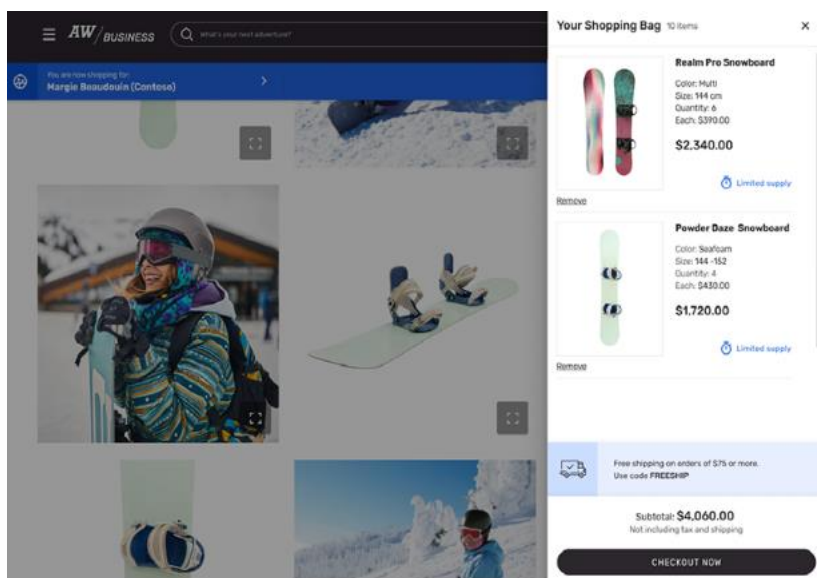 AW/BUSINESS
What's your next adventure?
You are now shopping for:
Margie Beaudouin (Contoso)
Your Shopping Bag 10 items
Realm Pro Snowboard
Color: Multi
Size: 144 cm
Quantity: 6
Each: $390.00
$2,340.00
Limited supply
Remove
Powder Daze Snowboard
Color: Seafoam
Size: 144 -152
Quantity: 4
Each: $430.00
$1,720.00
Limited supply
Remove
Free shipping on orders of $75 or more.
Use code FREESHIP
Subtotal: $4,060.00
Not including tax and shipping
CHECKOUT NOW